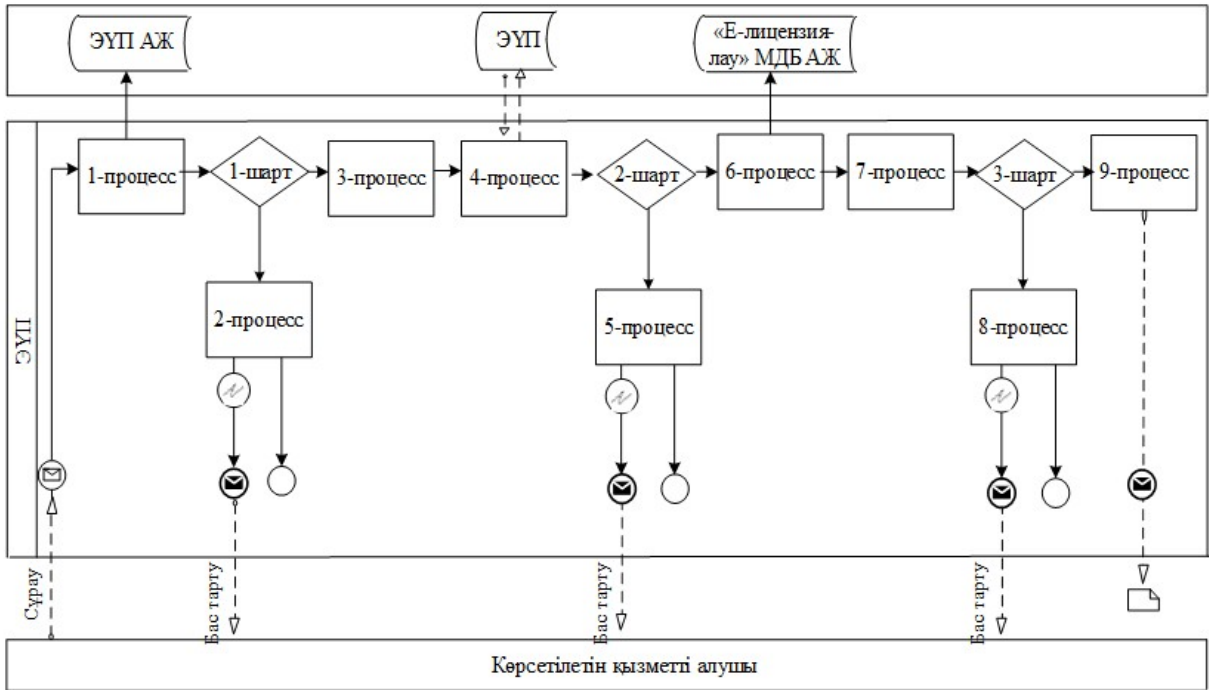 ЭҮП АЖ
ЭҮП
«Е-лицензия-
лау» МДБ АЖ
1-процесс
1-шарт
3-процесс
4-процесс
2-шарт
6-процесс
7-процесс
3-шарт
9-процесс
2-процесс
5-процесс
8-процесс
ЭҮП
Сұрау
Бас тарту
Бас тарту
Бас тарту
Көрсетілетін қызметті алушы